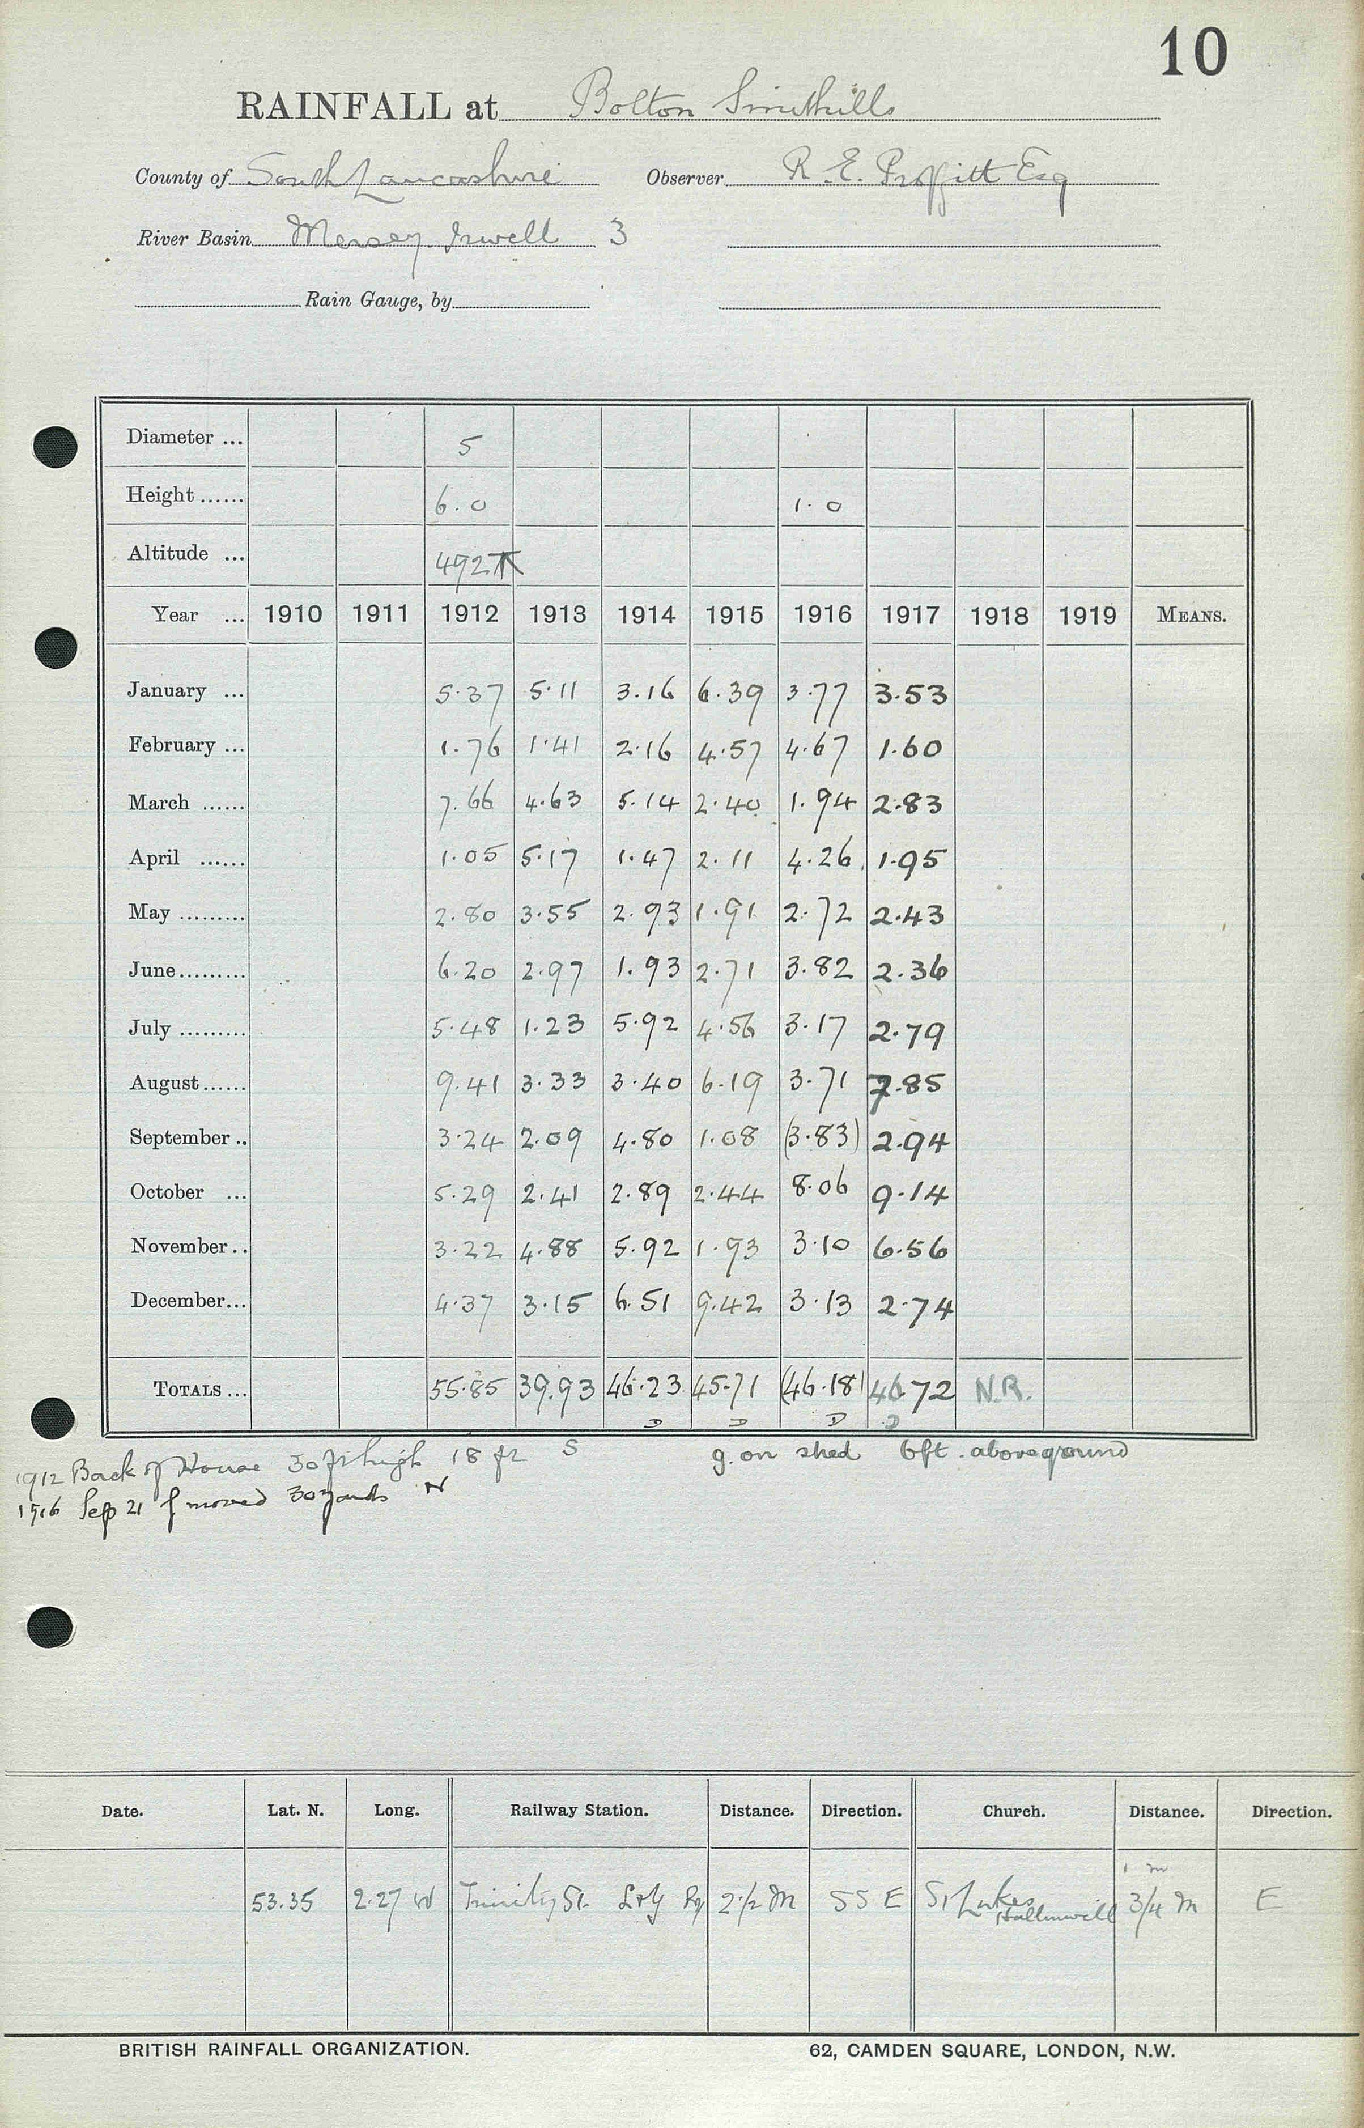 10
RAINFALL at Bolton Smithills
County of South Lancashire Observer R. E. Proffitt Esq
River Basin Mersey. Irwell 3
Rain Gauge, by
Diameter ... 5
Height ...... 6.0 1.0
Altitude ... 492
Year ... 1910 1911 1912 1913 1914 1915 1916 1917 1918 1919 MEANS.
January ... 5.37 5.11 3.16 6.39 3.77 3.53
February ... 1.76 1.41 2.16 4.57 4.67 1.60
March ...... 7.66 4.63 5.14 2.40 1.94 2.83
April ...... 1.05 5.17 1.47 2.11 4.26 1.95
May ......... 2.80 3.55 2.93 1.91 2.72 2.43
June......... 6.20 2.97 1.93 2.71 3.82 2.36
July ......... 5.48 1.23 5.92 4.56 3.17 2.79
August...... 9.41 3.33 3.40 6.19 3.71 7.85
September .. 3.24 2.09 4.80 1.08 (3.83) 2.94
October ... 5.29 2.41 2.89 2.44 8.06 9.14
November .. 3.22 4.88 5.92 1.93 3.10 6.56
December... 4.37 3.15 6.51 9.42 3.13 2.74
TOTALS ... 55.85 39.93 46.23 45.71 (46.18) 46.72 N.R.
D D D D
1912 Back of House 30 ft high 18 ft S g. on shed 6ft. above ground
1916 Sep 21 moved 30 yards N
Date. Lat. N. Long. Railway Station. Distance. Direction. Church. Distance. Direction.
1 m
53.35 2.27 W Trinity St. L & Y Ry 2 1/2 M SS E St Lukes Halliwell 3/4 M E
BRITISH RAINFALL ORGANIZATION. 62, CAMDEN SQUARE, LONDON, N.W.